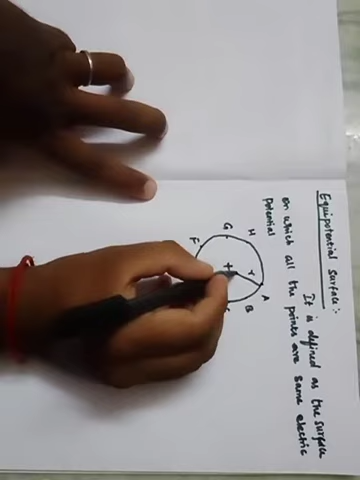 Equipotential surface:-
It is defined as the surface
on which all the points are same electric
Potential
H
G
F
A
B
r
+